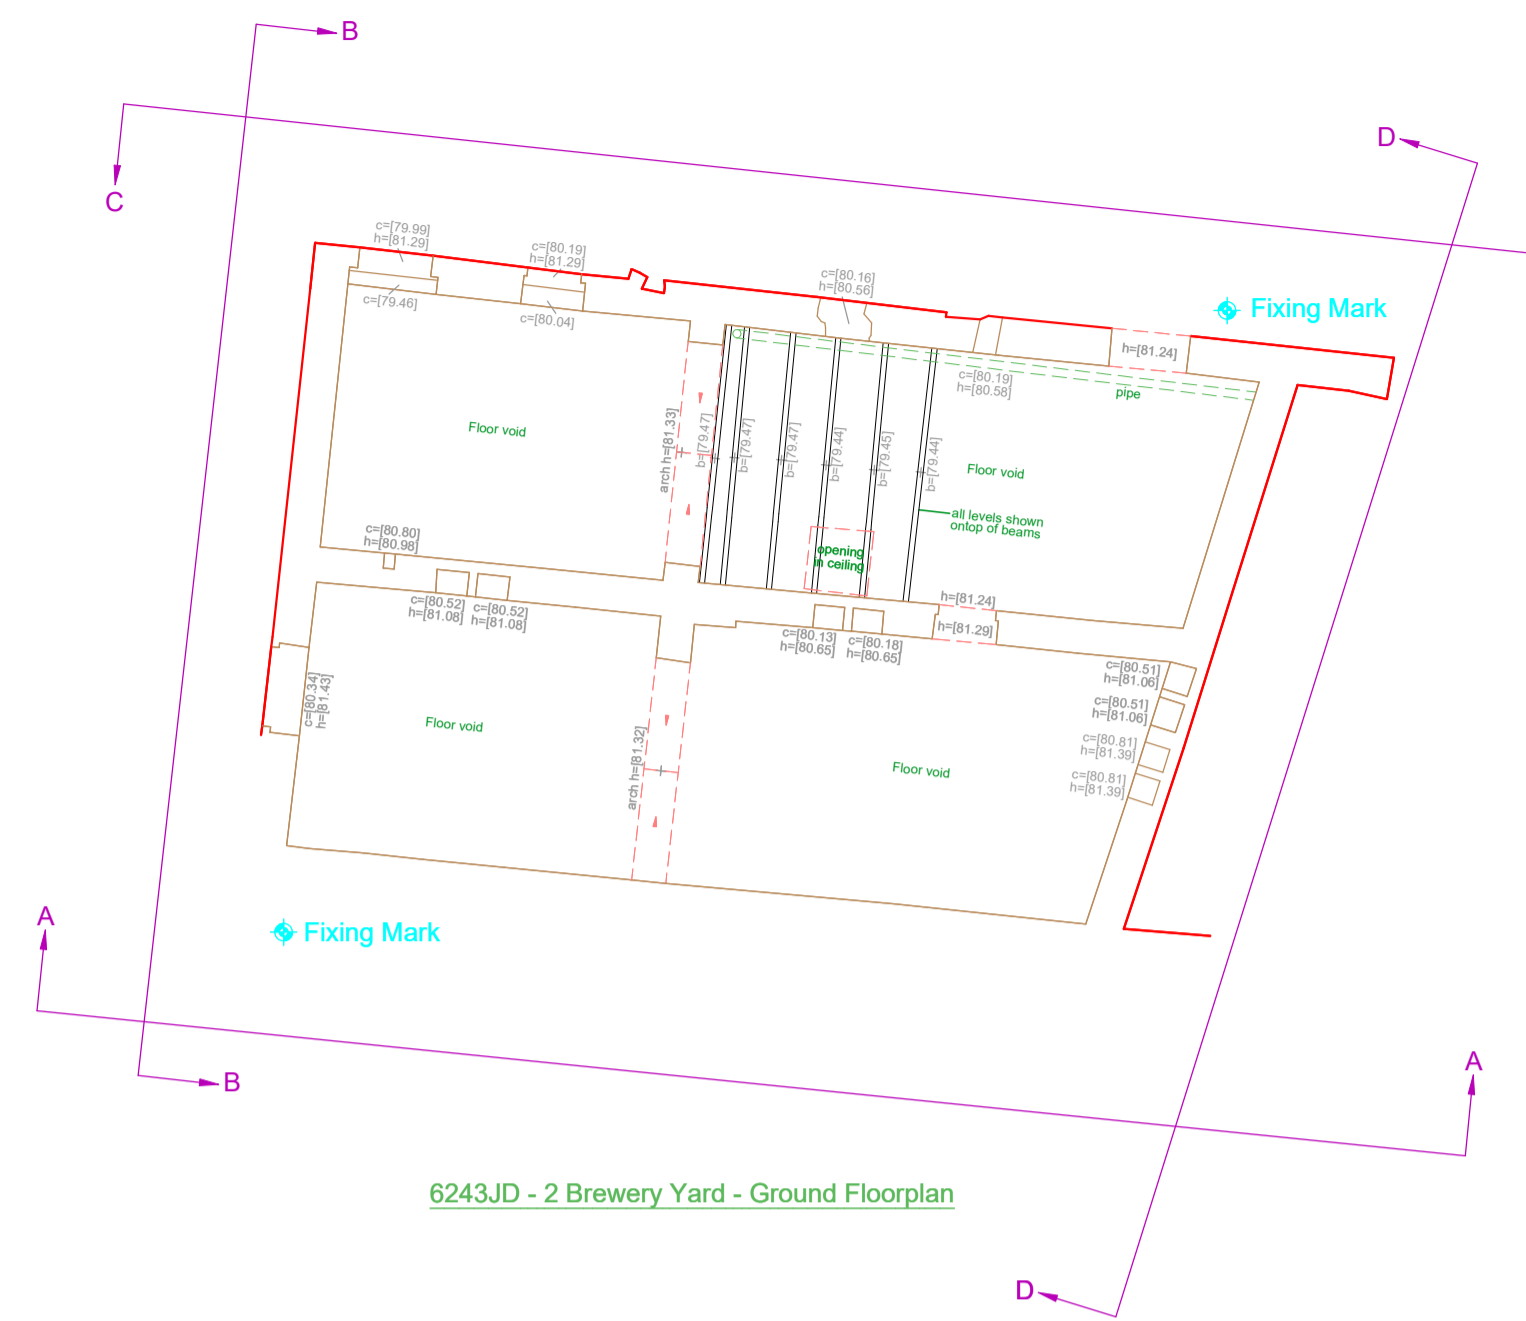 B
D
C
c=[79.99]
h=[81.29]
c=[80.19]
h=[81.29]
c=[80.16]
h=[80.56]
c=[79.46]
c=[80.04]
Fixing Mark
h=[81.24]
c=[80.19]
h=[80.58]
pipe
Floor void
arch h=[81.33]
b=[79.47]
b=[79.47]
b=[79.47]
b=[79.44]
b=[79.45]
b=[79.44]
Floor void
all levels shown
ontop of beams
opening
in ceiling
c=[80.80]
h=[80.98]
c=[80.52]
h=[81.08]
c=[80.52]
h=[81.08]
h=[81.24]
h=[81.29]
c=[80.13]
h=[80.65]
c=[80.18]
h=[80.65]
c=[80.51]
h=[81.06]
c=[80.51]
h=[81.06]
c=[80.81]
h=[81.39]
c=[80.81]
h=[81.39]
c=[80.34]
h=[81.43]
Floor void
arch h=[81.32]
Floor void
A
Fixing Mark
A
B
6243JD - 2 Brewery Yard - Ground Floorplan
D